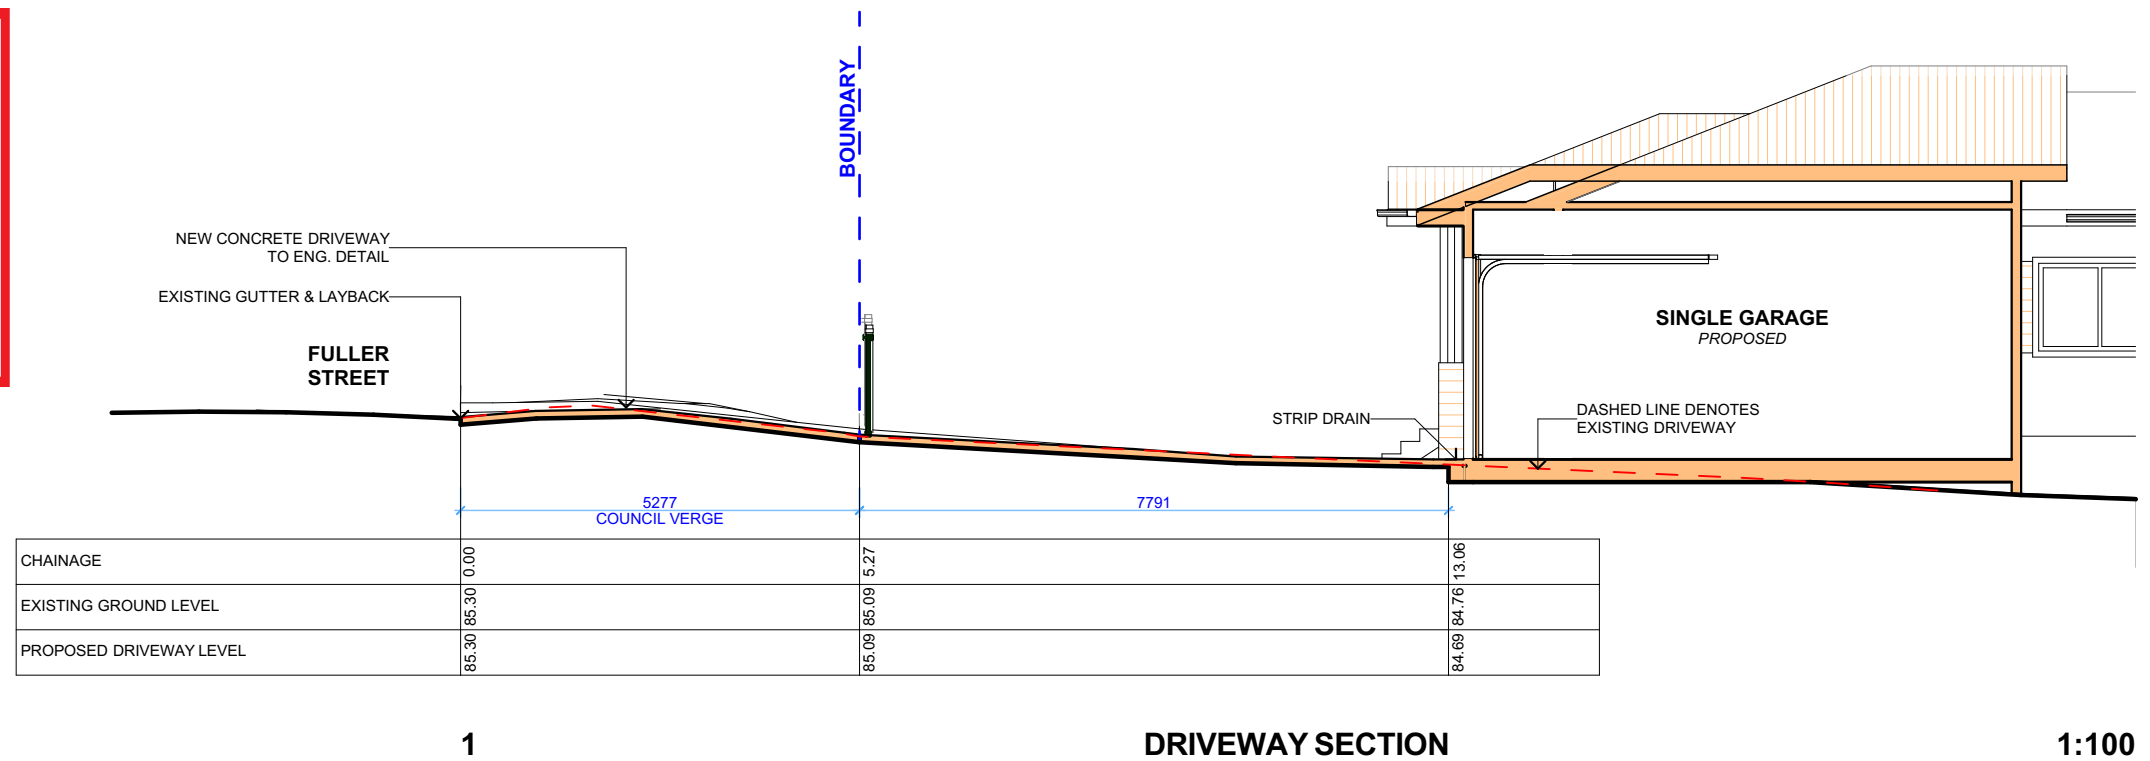 BOUNDARY
NEW CONCRETE DRIVEWAY
TO ENG. DETAIL
EXISTING GUTTER & LAYBACK
FULLER
STREET
SINGLE GARAGE
PROPOSED
STRIP DRAIN
DASHED LINE DENOTES
EXISTING DRIVEWAY
5277
COUNCIL VERGE
7791
CHAINAGE 0.00 5.27 13.06
EXISTING GROUND LEVEL 85.30 85.09 84.76
PROPOSED DRIVEWAY LEVEL 85.30 85.09 84.69
1 DRIVEWAY SECTION 1:100